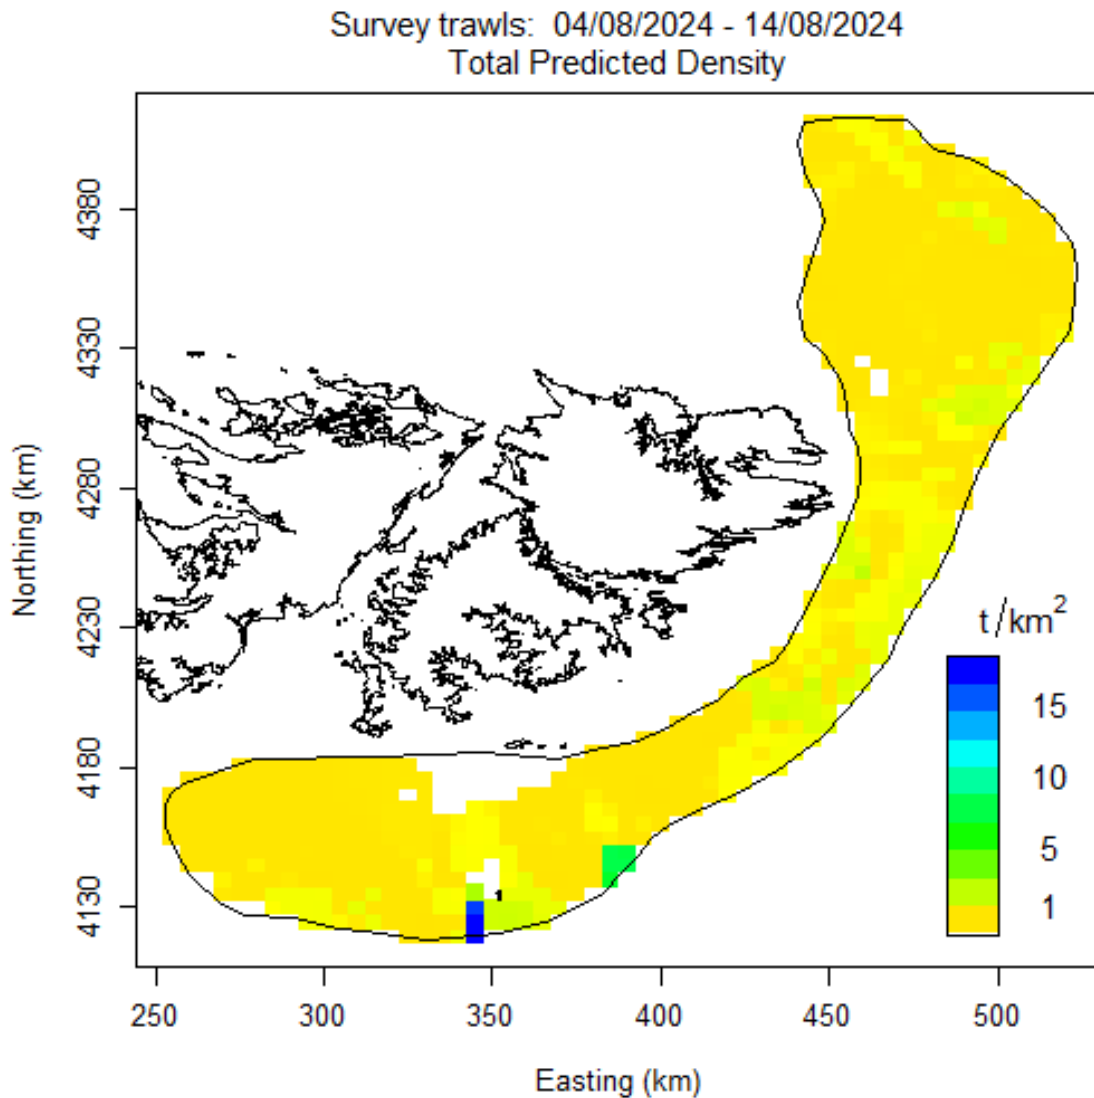 Survey trawls: 04/08/2024 - 14/08/2024
Total Predicted Density
Northing (km)
4380
4330
4280
4230
4180
4130
t/km²
15
10
5
1
1
250 300 350 400 450 500
Easting (km)